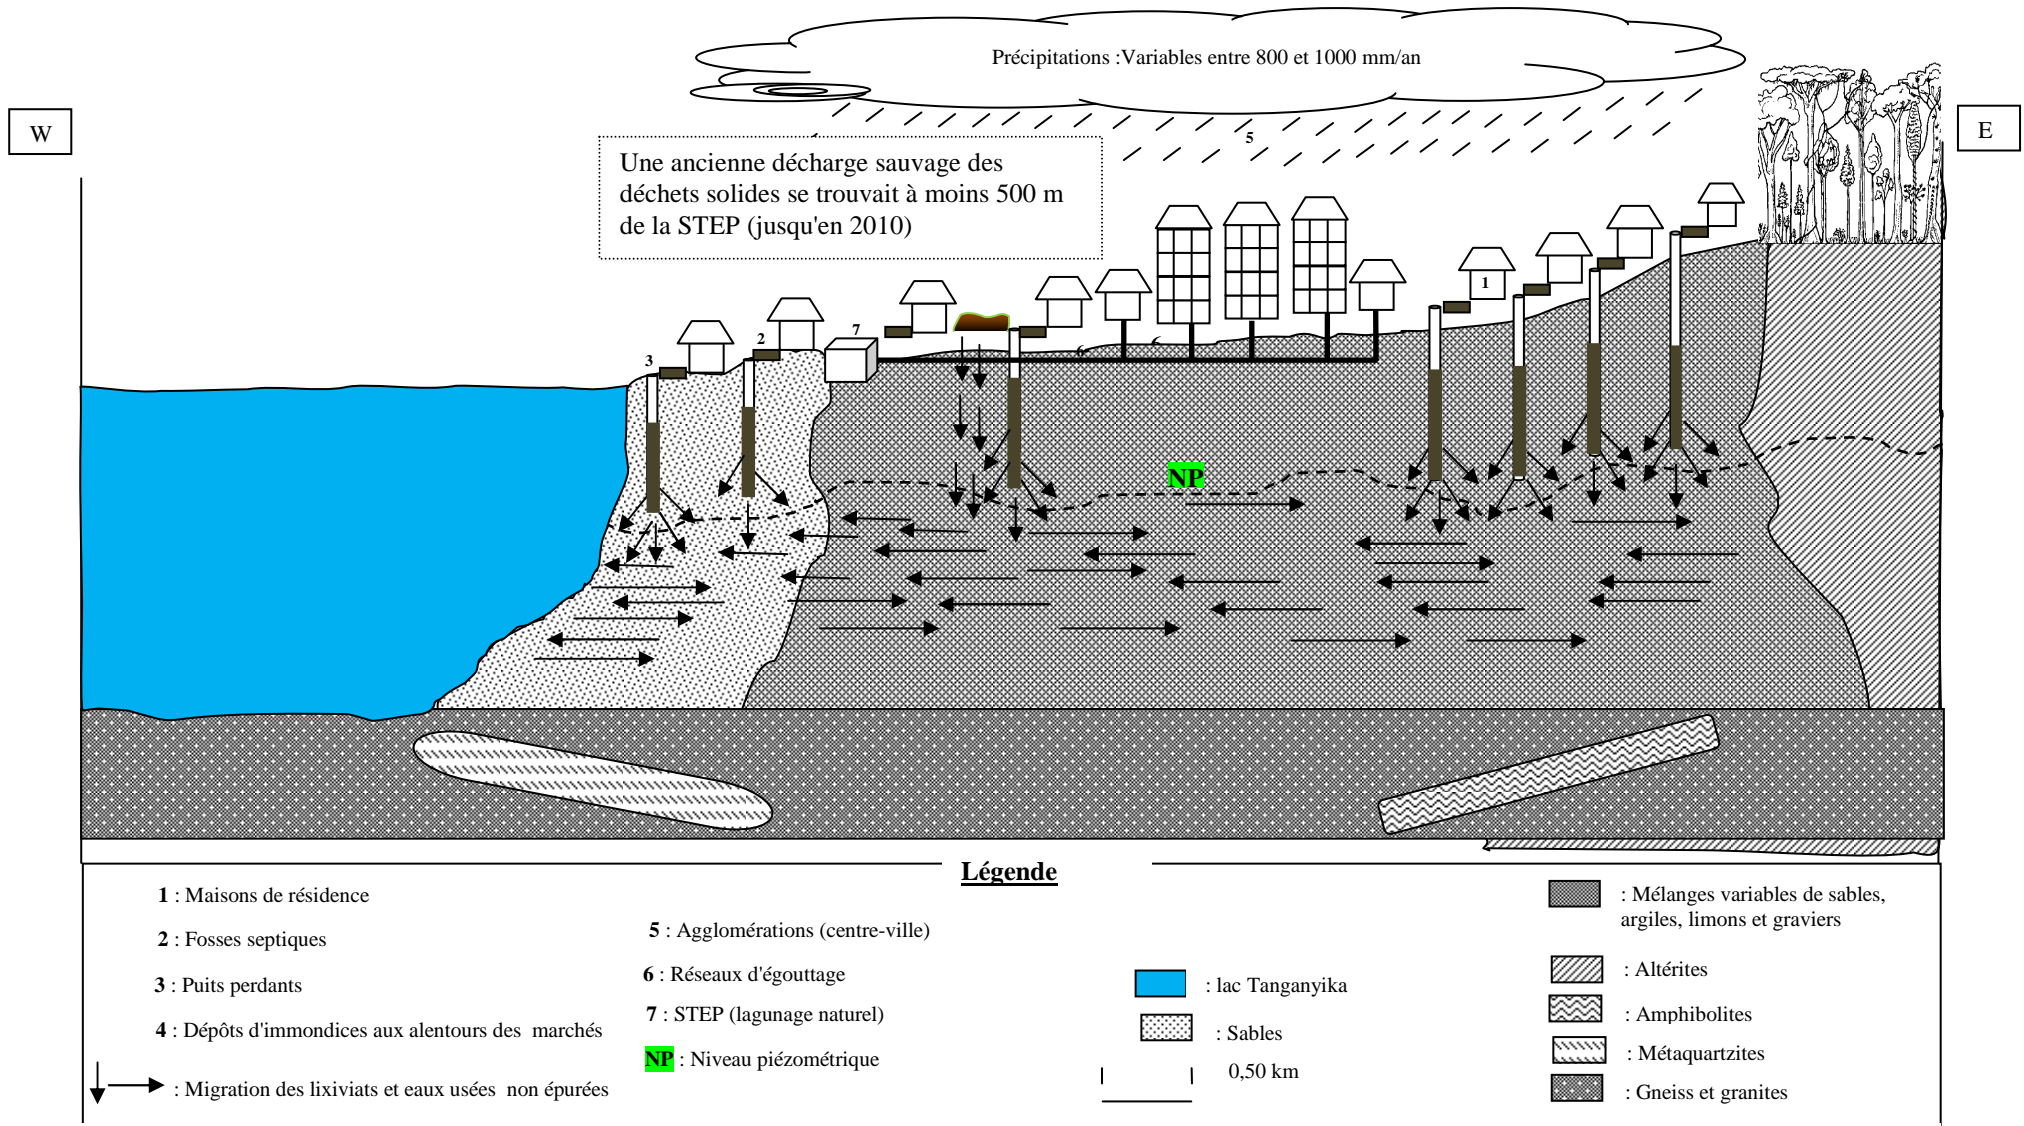 Précipitations :Variables entre 800 et 1000 mm/an
W
E
5
Une ancienne décharge sauvage des
déchets solides se trouvait à moins 500 m
de la STEP (jusqu'en 2010)
1
7
2
3
6
6
NP
Légende
1 : Maisons de résidence
2 : Fosses septiques
3 : Puits perdants
4 : Dépôts d'immondices aux alentours des marchés
: Migration des lixiviats et eaux usées non épurées
5 : Agglomérations (centre-ville)
6 : Réseaux d'égouttage
7 : STEP (lagunage naturel)
NP : Niveau piézométrique
: lac Tanganyika
: Sables
0,50 km
: Mélanges variables de sables,
argiles, limons et graviers
: Altérites
: Amphibolites
: Métaquartzites
: Gneiss et granites